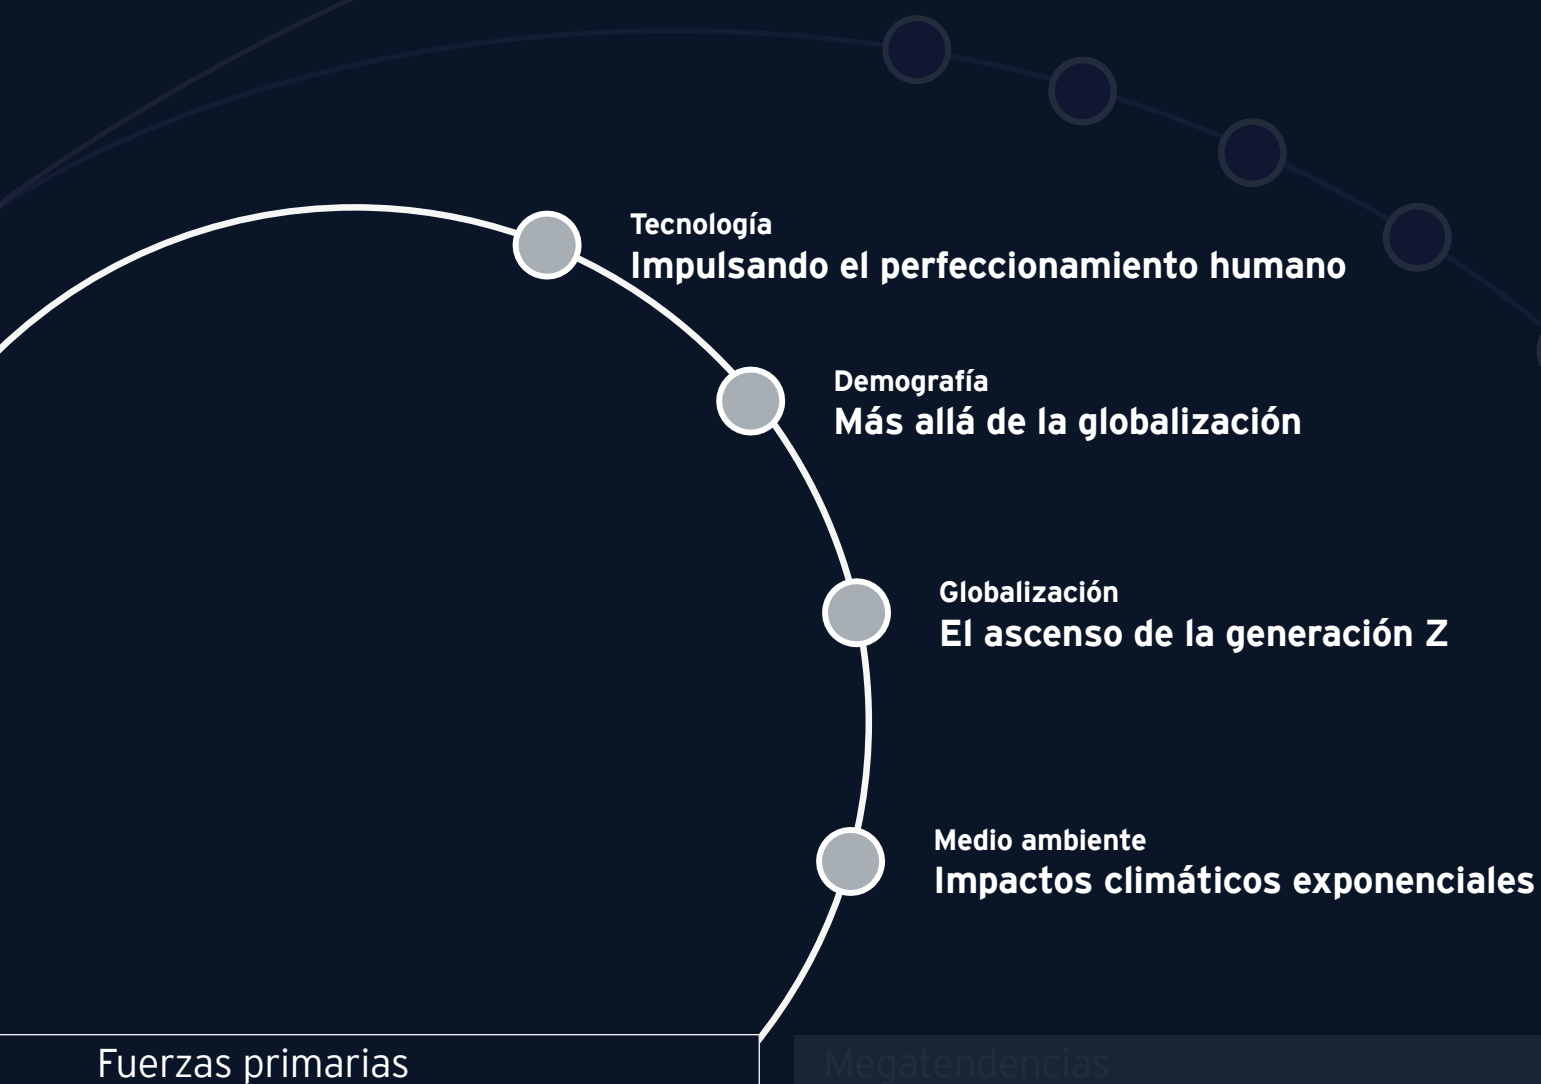 Tecnología
Impulsando el perfeccionamiento humano
Demografía
Más allá de la globalización
Globalización
El ascenso de la generación Z
Medio ambiente
Impactos climáticos exponenciales
Fuerzas primarias
Megatendencias